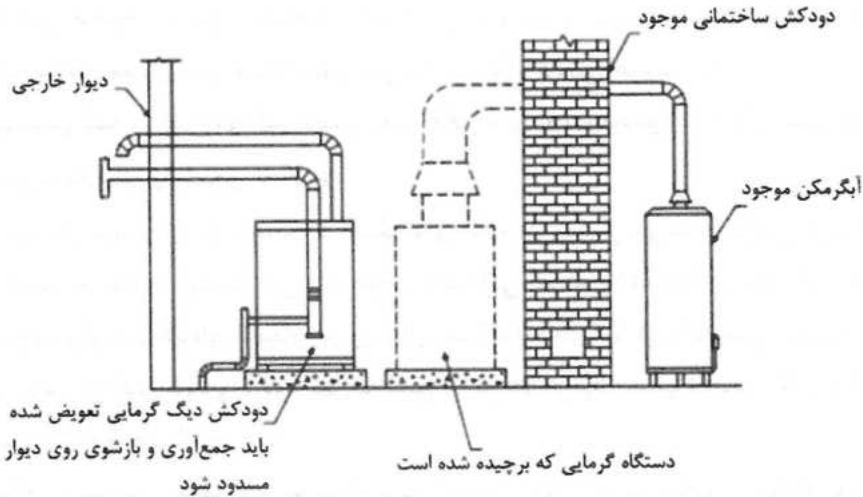 دودکش ساختمانی موجود
دیوار خارجی
آبگرمکن موجود
دودکش دیگ گرمایی تعویض شده
باید جمع‌آوری و بازشوی روی دیوار
مسدود شود
دستگاه گرمایی که برچیده شده است